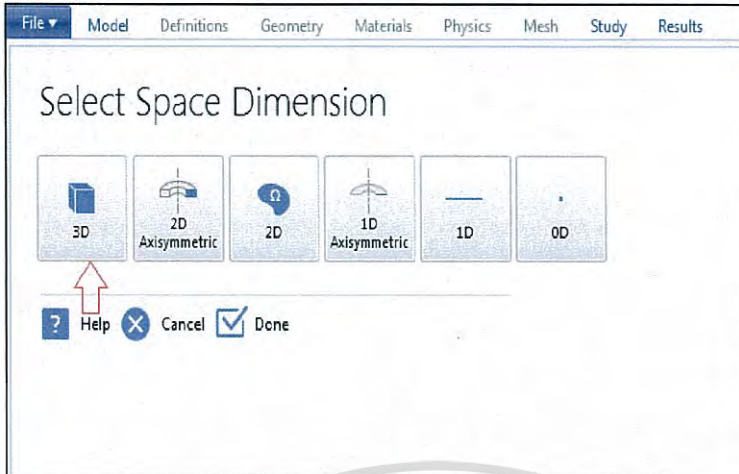 File Model Definitions Geometry Materials Physics Mesh Study Results
Select Space Dimension
3D 2D Axisymmetric Ω 2D 1D Axisymmetric 1D 0D
? Help Cancel Done